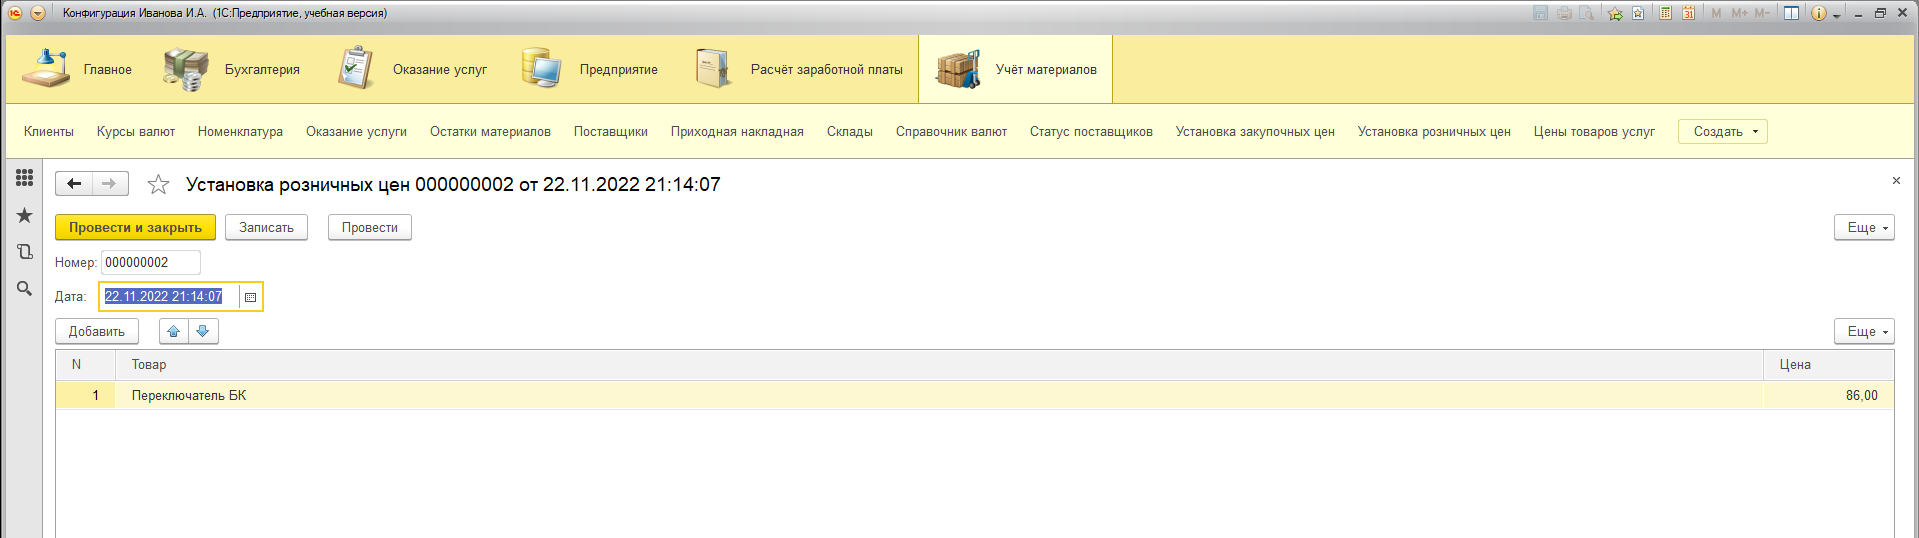 Конфигурация Иванова И.А. (1С:Предприятие, учебная версия)
M M+ M-
Главное Бухгалтерия Оказание услуг Предприятие Расчёт заработной платы Учёт материалов
Клиенты Курсы валют Номенклатура Оказание услуги Остатки материалов Поставщики Приходная накладная Склады Справочник валют Статус поставщиков Установка закупочных цен Установка розничных цен Цены товаров услуг Создать
Установка розничных цен 000000002 от 22.11.2022 21:14:07
Провести и закрыть Записать Провести Еще
Номер: 000000002
Дата: 22.11.2022 21:14:07
Добавить Еще
N Товар Цена
1 Переключатель БК 86,00